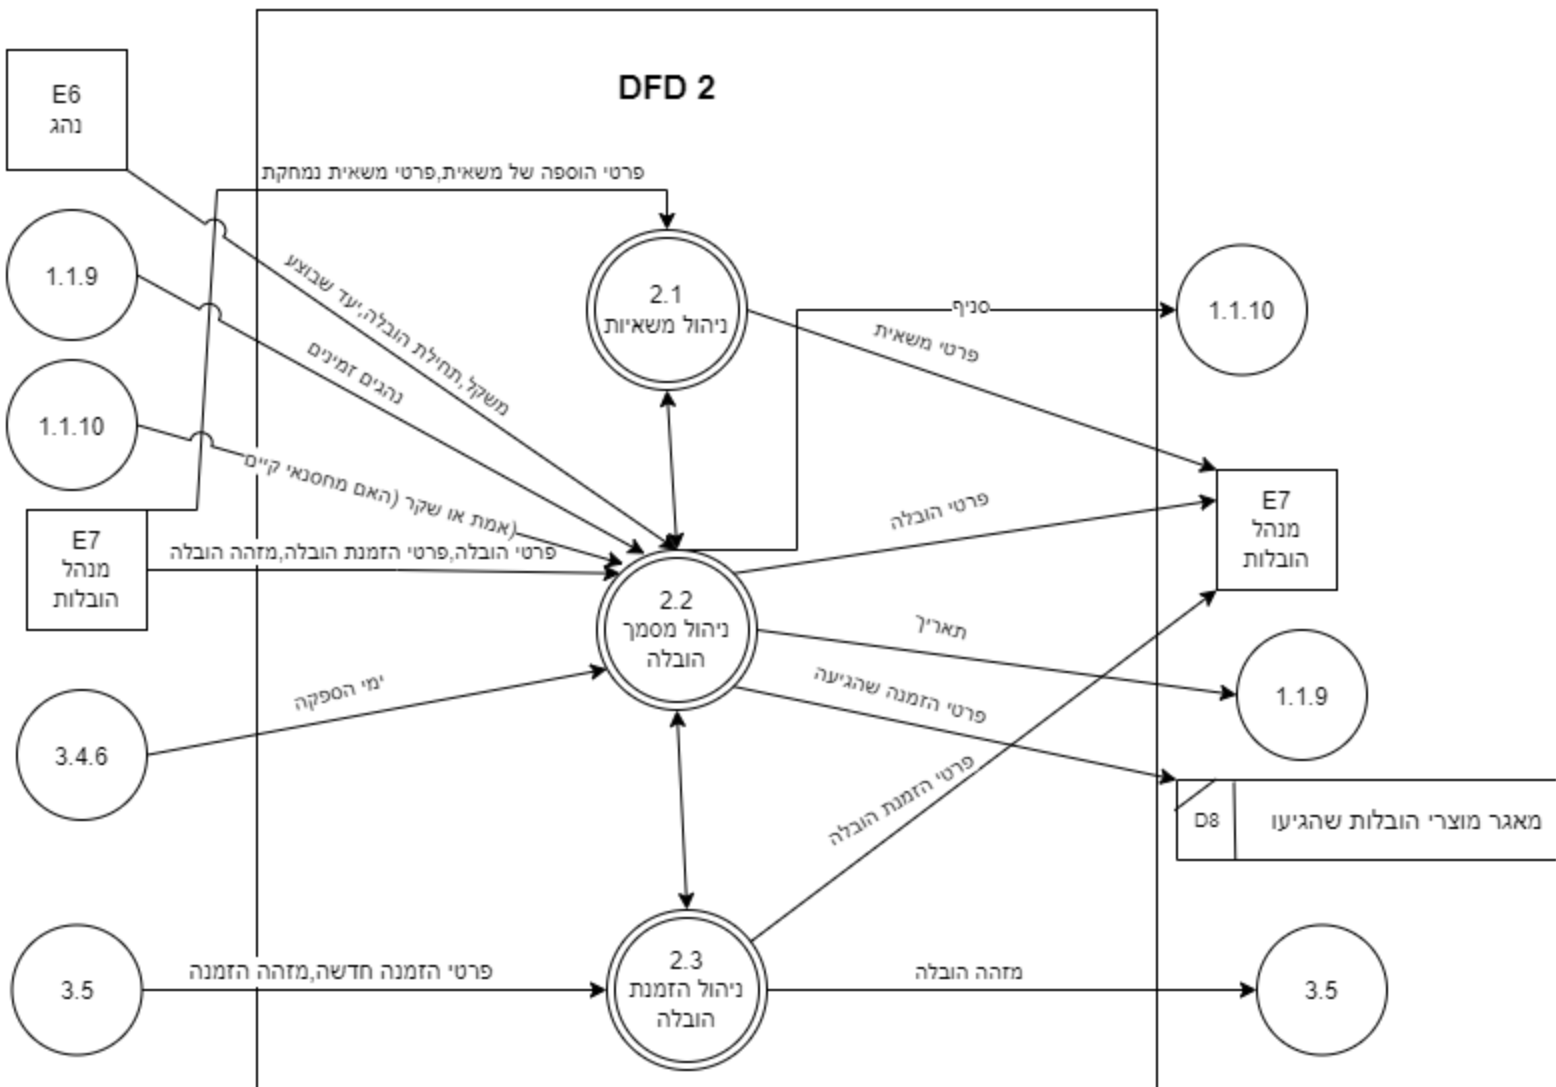 DFD 2
E6
נהג
פרטי הוספה של משאית,פרטי משאית נמחקת
1.1.9
משקל,תחילת הובלה,יעד שבוצע
2.1
ניהול משאיות
סניף
1.1.10
פרטי משאית
נהגים זמינים
1.1.10
(אמת או שקר (האם מחסנאי קיים
E7
מנהל
הובלות
פרטי הובלה,פרטי הזמנת הובלה,מזהה הובלה
פרטי הובלה
E7
מנהל
הובלות
2.2
ניהול מסמך
הובלה
תאריך
1.1.9
ימי הספקה
3.4.6
פרטי הזמנה שהגיעה
פרטי הזמנת הובלה
D8
מאגר מוצרי הובלות שהגיעו
3.5
פרטי הזמנה חדשה,מזהה הזמנה
2.3
ניהול הזמנת
הובלה
מזהה הובלה
3.5